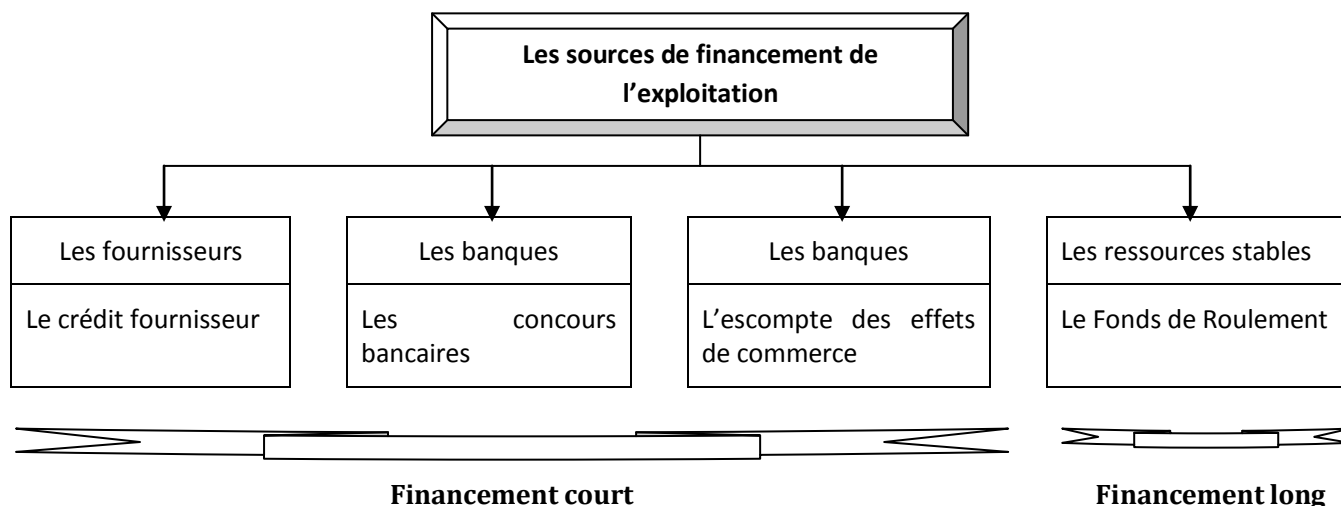 Les sources de financement de
l’exploitation
Les fournisseurs
Le crédit fournisseur
Les banques
Les concours
bancaires
Les banques
L’escompte des effets
de commerce
Les ressources stables
Le Fonds de Roulement
Financement court
Financement long